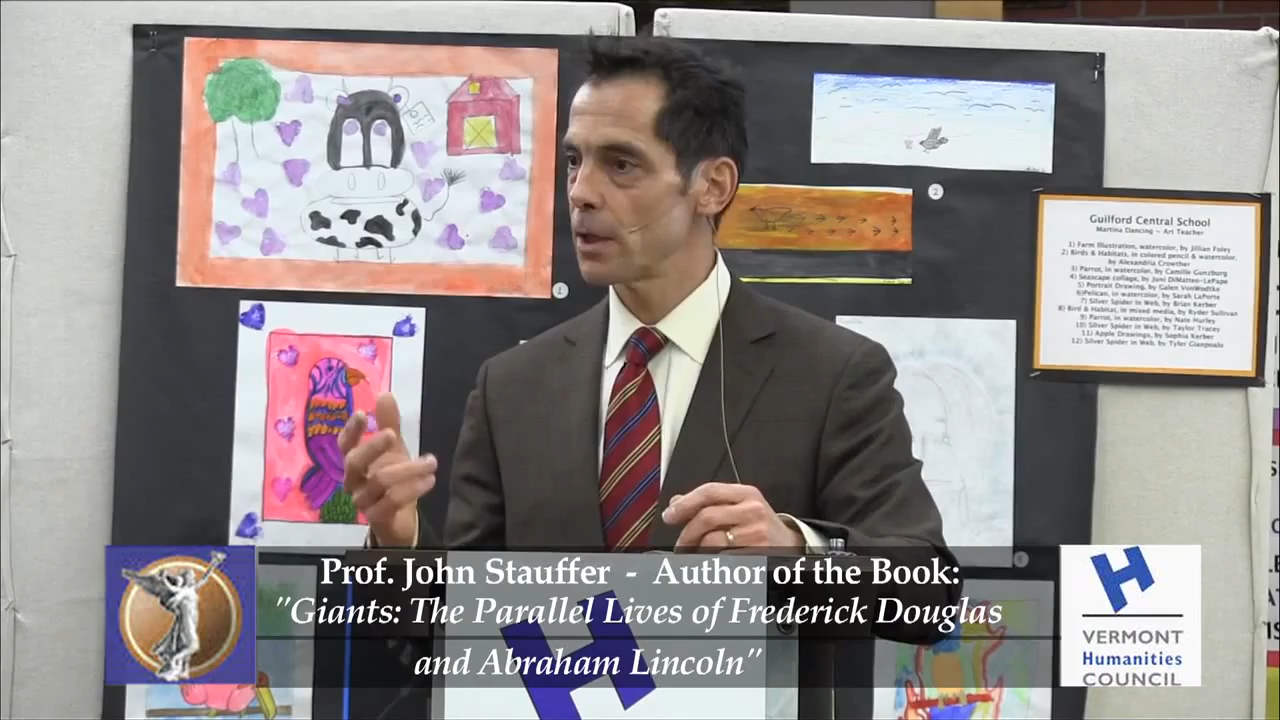 Guilford Central School
Martina Dancing ~ Art Teacher
1) Farm Illustration, watercolor, by Jillian Foley
2) Birds & Habitats, in colored pencil & watercolor,
by Alexandria Crowther
3) Parrot, in watercolor, by Camille Gunzburg
4) Seascape collage, by Juni DiMatteo-LePape
5) Portrait Drawing, by Galen VonWodtke
6)Pelican, in watercolor, by Sarah LaPorte
7) Silver Spider in Web, by Brian Kerber
8) Bird & Habitat, in mixed media, by Ryder Sullivan
9) Parrot, in watercolor, by Nate Hurley
10) Silver Spider in Web, by Taylor Tracey
11) Apple Drawings, by Sophia Kerber
12) Silver Spider in Web, by Tyler
1
2
Prof. John Stauffer - Author of the Book:
"Giants: The Parallel Lives of Frederick Douglas
and Abraham Lincoln"
H
H
VERMONT
Humanities
COUNCIL